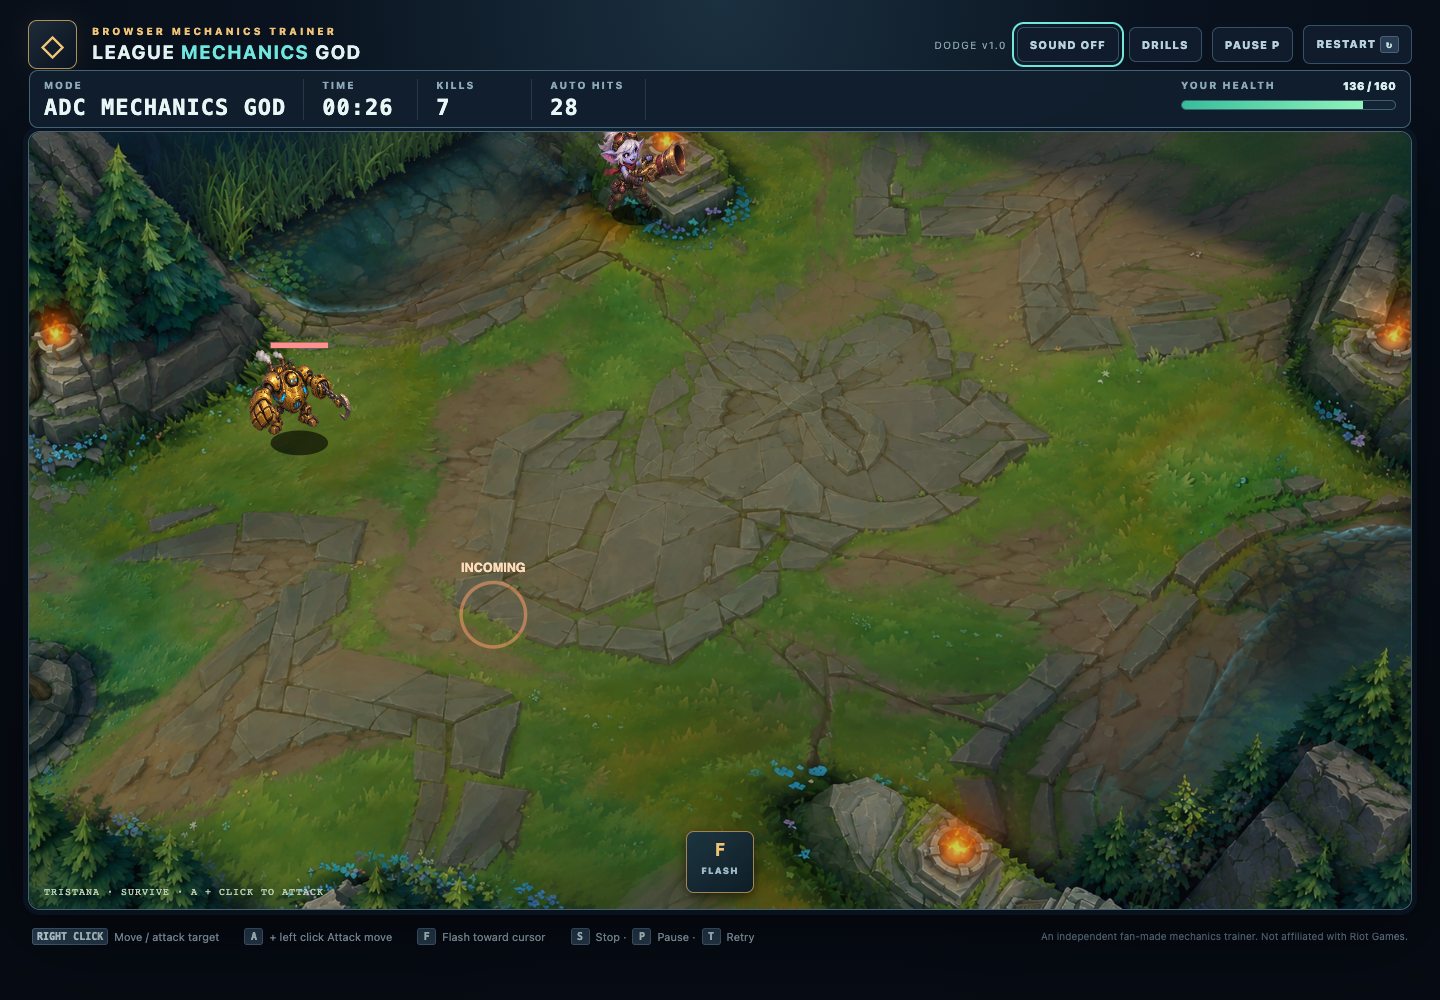 BROWSER MECHANICS TRAINER
LEAGUE MECHANICS GOD
DODGE v1.0
SOUND OFF
DRILLS
PAUSE P
RESTART ↻
MODE
ADC MECHANICS GOD
TIME
00:26
KILLS
7
AUTO HITS
28
YOUR HEALTH
136 / 160
INCOMING
F
FLASH
TRISTANA · SURVIVE · A + CLICK TO ATTACK
RIGHT CLICK Move / attack target
A + left click Attack move
F Flash toward cursor
S Stop · P Pause · T Retry
An independent fan-made mechanics trainer. Not affiliated with Riot Games.